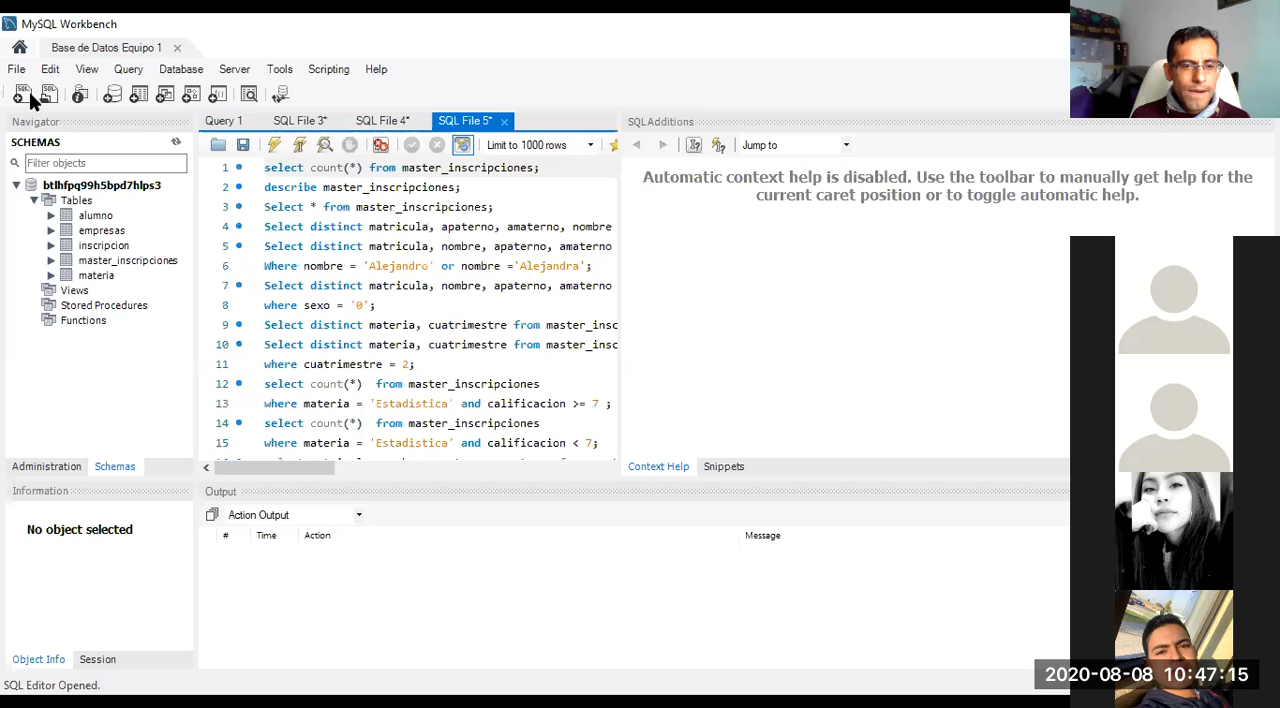 MySQL Workbench
Base de Datos Equipo 1
File Edit View Query Database Server Tools Scripting Help
Navigator
SCHEMAS
Filter objects
btlhfpq99h5bpd7hlps3
Tables
alumno
empresas
inscripcion
master_inscripciones
materia
Views
Stored Procedures
Functions
Administration Schemas
Information
No object selected
Object Info Session
SQL Editor Opened.
Query 1 SQL File 3* SQL File 4* SQL File 5*
Limit to 1000 rows
1 select count(*) from master_inscripciones;
2 describe master_inscripciones;
3 Select * from master_inscripciones;
4 Select distinct matricula, apaterno, amaterno, nombre
5 Select distinct matricula, nombre, apaterno, amaterno
6 Where nombre = 'Alejandro' or nombre ='Alejandra';
7 Select distinct matricula, nombre, apaterno, amaterno
8 where sexo = '0';
9 Select distinct materia, cuatrimestre from master_insc
10 Select distinct materia, cuatrimestre from master_insc
11 where cuatrimestre = 2;
12 select count(*) from master_inscripciones
13 where materia = 'Estadistica' and calificacion >= 7 ;
14 select count(*) from master_inscripciones
15 where materia = 'Estadistica' and calificacion < 7;
SQLAdditions
Jump to
Automatic context help is disabled. Use the toolbar to manually get help for the
current caret position or to toggle automatic help.
Context Help Snippets
Output
Action Output
# Time Action Message
2020-08-08 10:47:15